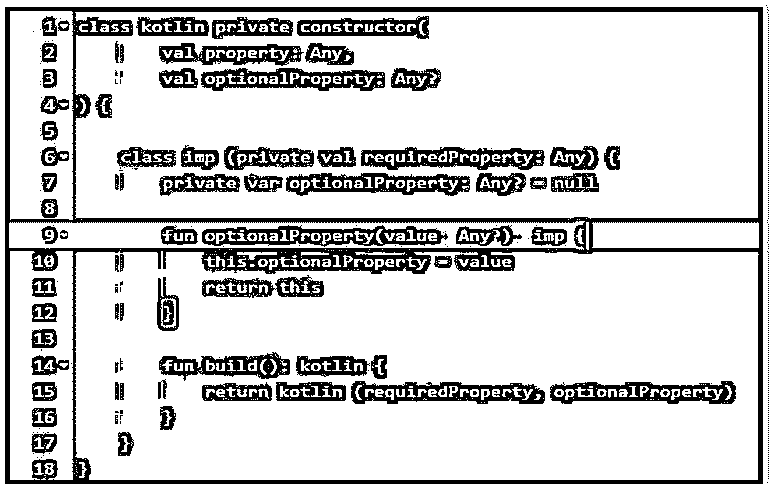 1 class kotlin private constructor(
2 val property: Any,
3 val optionalProperty: Any?
4 ) {
5
6 class imp (private val requiredProperty: Any) {
7 private var optionalProperty: Any? = null
8
9 fun optionalProperty(value: Any?): imp {
10 this.optionalProperty = value
11 return this
12 }
13
14 fun build(): kotlin {
15 return kotlin (requiredProperty, optionalProperty)
16 }
17 }
18 }